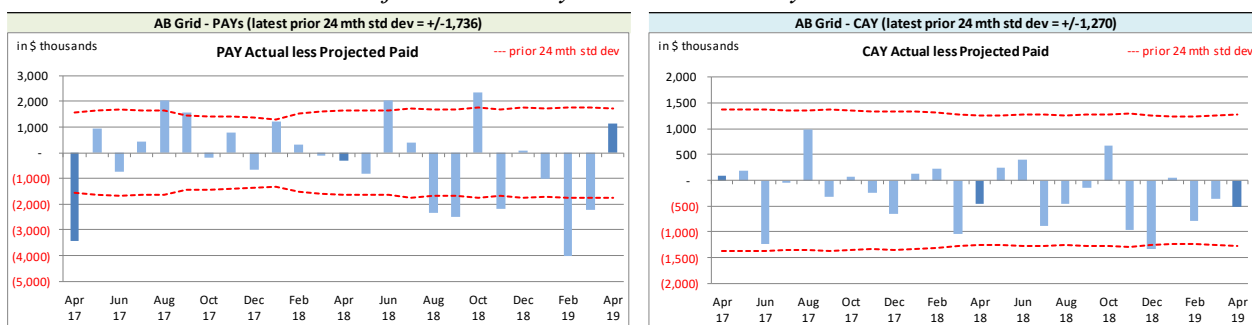 AB Grid - PAYs (latest prior 24 mth std dev = +/-1,736)
in $ thousands
PAY Actual less Projected Paid
--- prior 24 mth std dev
3,000
2,000
1,000
-
(1,000)
(2,000)
(3,000)
(4,000)
(5,000)
Apr Jun Aug Oct Dec Feb Apr Jun Aug Oct Dec Feb Apr
17 17 17 17 17 18 18 18 18 18 18 19 19
AB Grid - CAY (latest prior 24 mth std dev = +/-1,270)
in $ thousands
CAY Actual less Projected Paid
--- prior 24 mth std dev
2,000
1,500
1,000
500
-
(500)
(1,000)
(1,500)
(2,000)
Apr Jun Aug Oct Dec Feb Apr Jun Aug Oct Dec Feb Apr
17 17 17 17 17 18 18 18 18 18 18 19 19